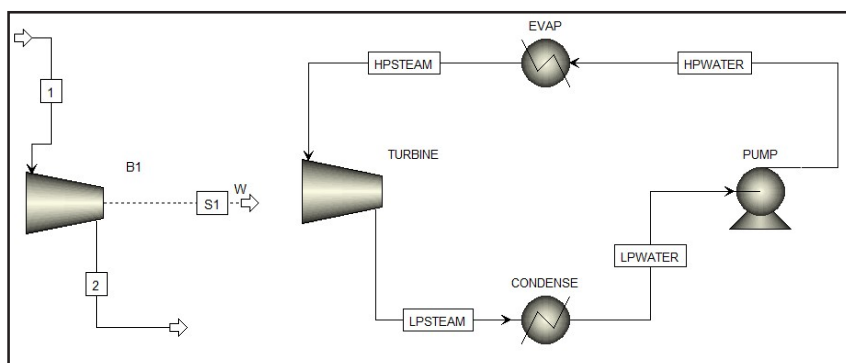 1
B1
W
S1
2
EVAP
HPSTEAM
HPWATER
TURBINE
PUMP
LPWATER
CONDENSE
LPSTEAM